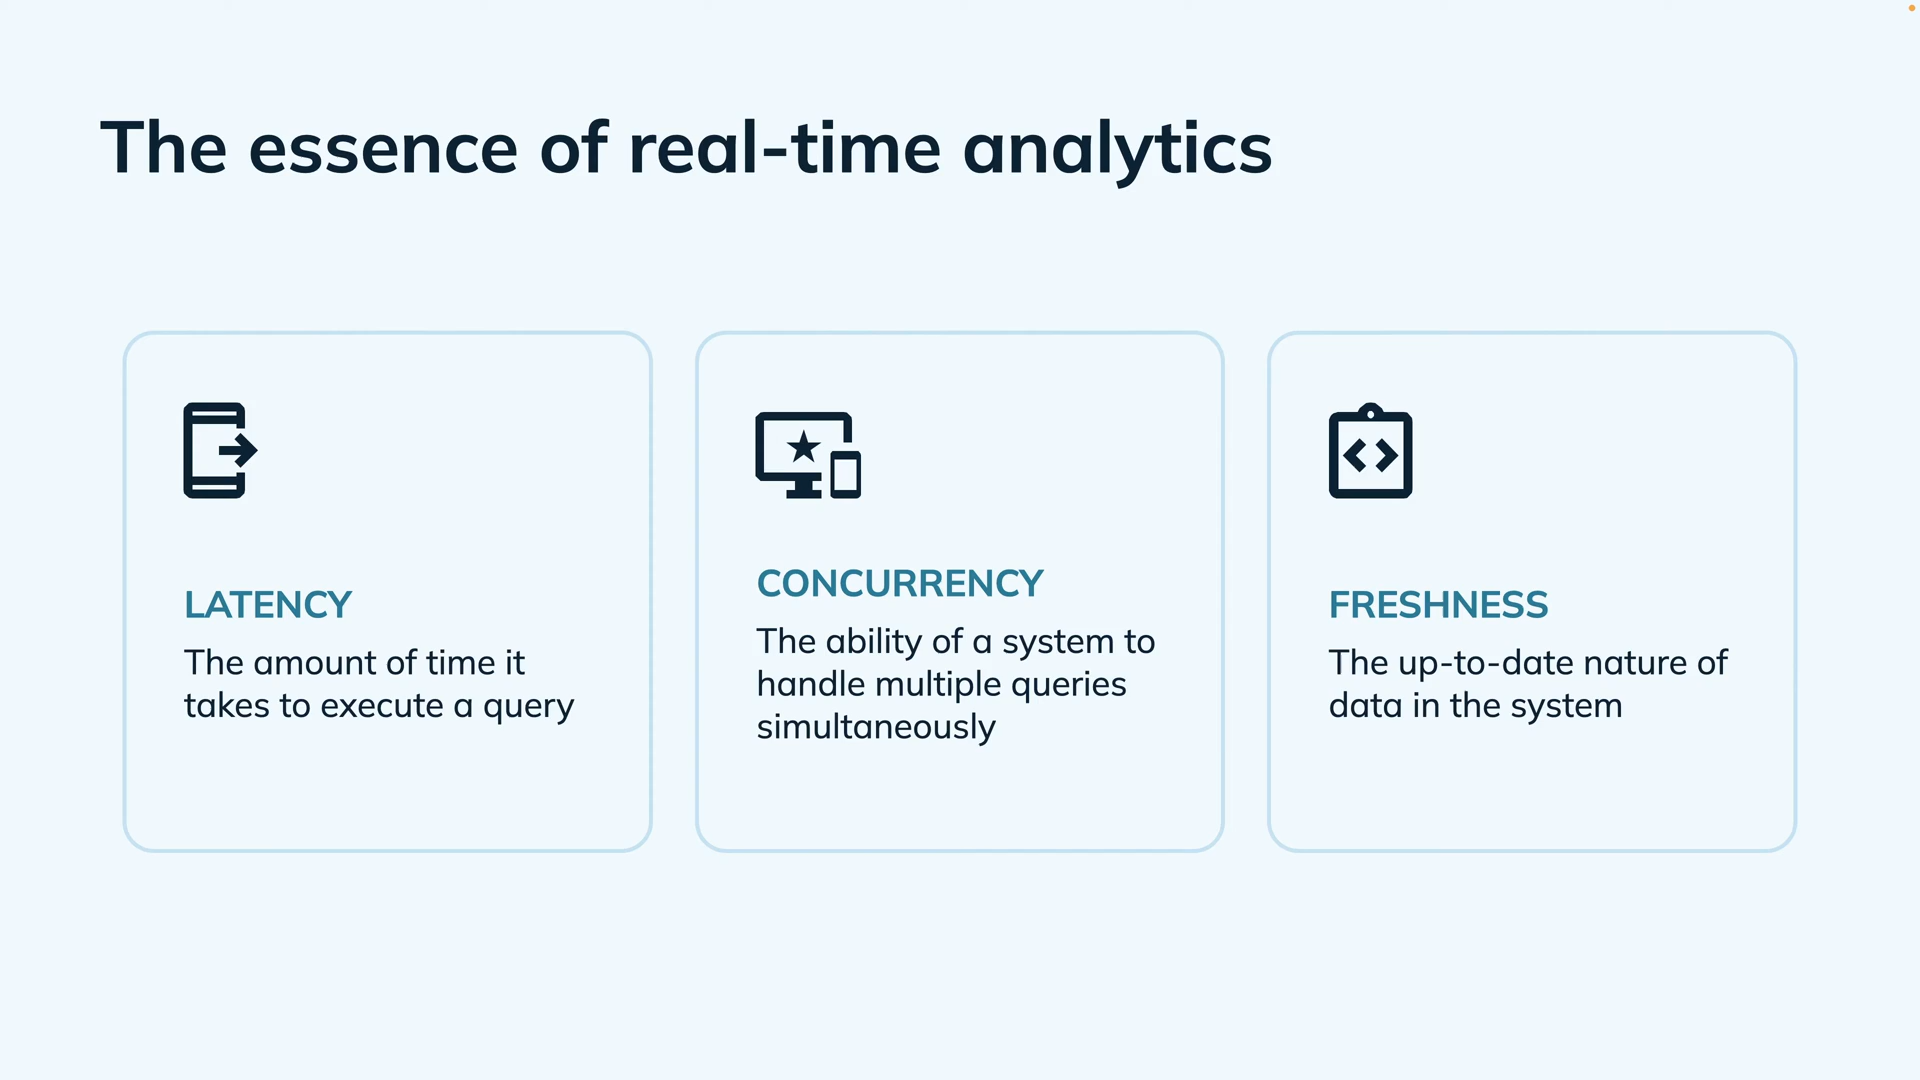 The essence of real-time analytics
LATENCY
The amount of time it
takes to execute a query
CONCURRENCY
The ability of a system to
handle multiple queries
simultaneously
FRESHNESS
The up-to-date nature of
data in the system